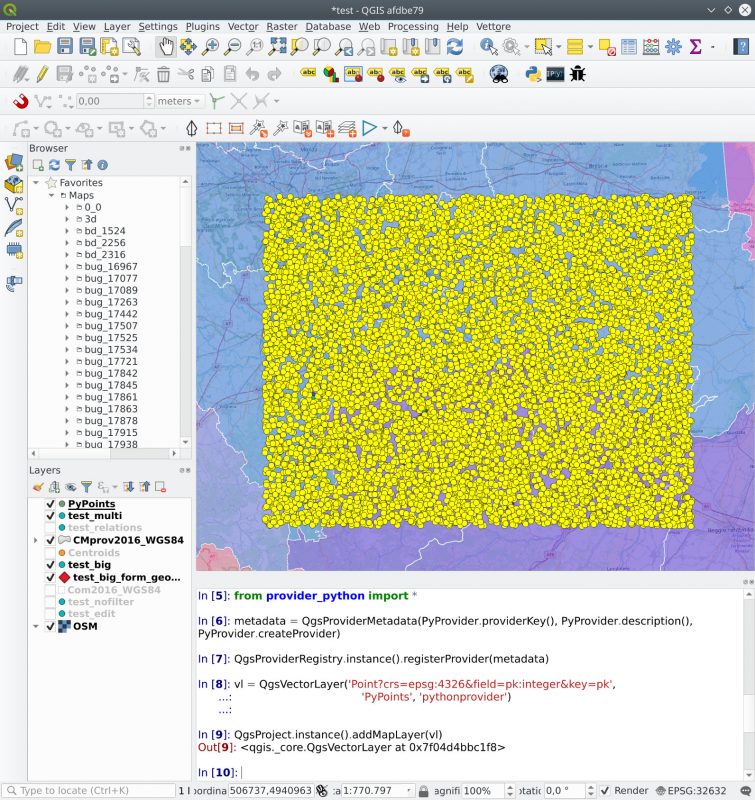 *test - QGIS afdbe79
Project Edit View Layer Settings Plugins Vector Raster Database Web Processing Help Vettore
0,00 meters
Browser
Favorites
Maps
0_0
3d
bd_1524
bd_2256
bd_2316
bug_16967
bug_17077
bug_17089
bug_17263
bug_17442
bug_17507
bug_17525
bug_17534
bug_17721
bug_17842
bug_17845
bug_17861
bug_17863
bug_17878
bug_17915
bug_17938
Layers
PyPoints
test_multi
test_relations
CMprov2016_WGS84
Centroids
test_big
test_big_form_geo...
Com2016_WGS84
test_nofilter
test_edit
OSM
Brescia
In [5]: from provider_python import *
In [6]: metadata = QgsProviderMetadata(PyProvider.providerKey(), PyProvider.description(),
PyProvider.createProvider)
In [7]: QgsProviderRegistry.instance().registerProvider(metadata)
In [8]: vl = QgsVectorLayer('Point?crs=epsg:4326&field=pk:integer&key=pk',
...: 'PyPoints', 'pythonprovider')
...:
In [9]: QgsProject.instance().addMapLayer(vl)
Out[9]: <qgis._core.QgsVectorLayer at 0x7f04d4bbc1f8>
In [10]:
Type to locate (Ctrl+K) 1 l oordina 506737,4940963 :a 1:770.797 agnifi 100% otatic 0,0 ° Render EPSG:32632